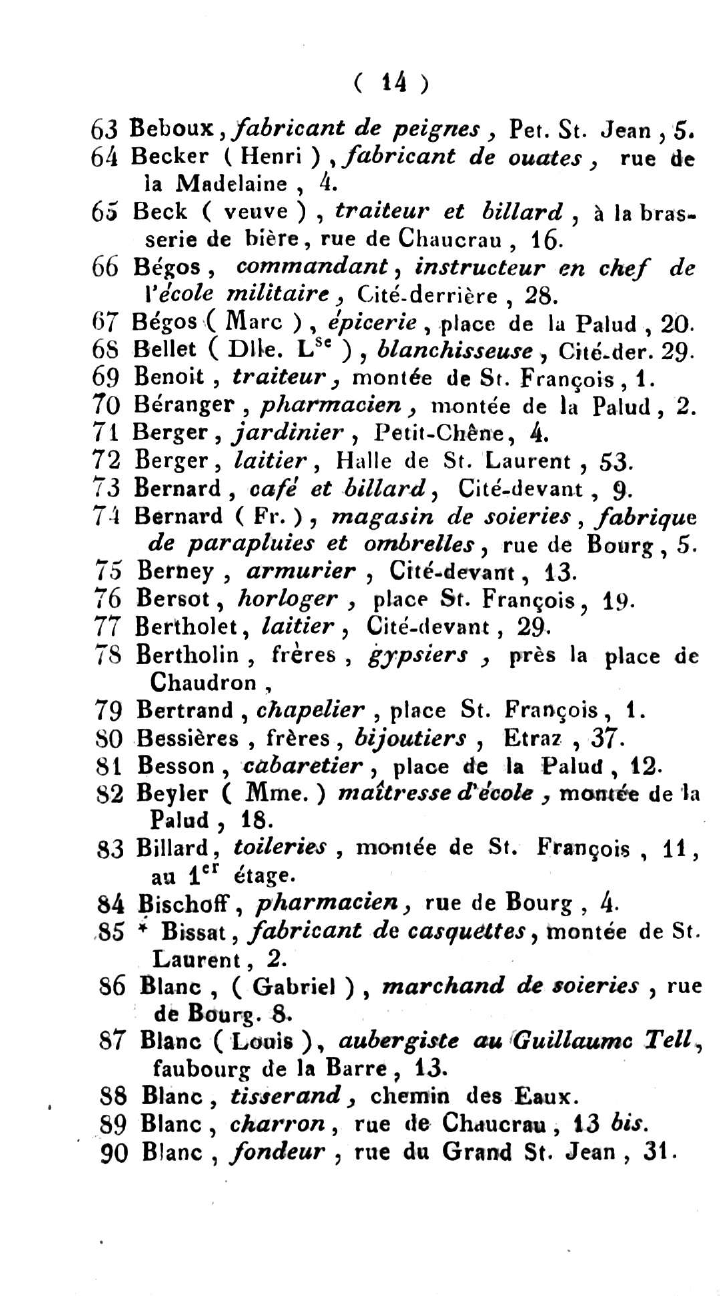 ( 14 )
63 Beboux, fabricant de peignes, Pet. St. Jean, 5.
64 Becker ( Henri ), fabricant de ouates, rue de
la Madelaine, 4.
65 Beck ( veuve ), traiteur et billard, à la bras-
serie de bière, rue de Chaucrau, 16.
66 Bégos, commandant, instructeur en chef de
l'école militaire, Cité-derrière, 28.
67 Bégos ( Marc ), épicerie, place de la Palud, 20.
68 Bellet ( Dlle. Lse ), blanchisseuse, Cité-der. 29.
69 Benoit, traiteur, montée de St. François, 1.
70 Béranger, pharmacien, montée de la Palud, 2.
71 Berger, jardinier, Petit-Chêne, 4.
72 Berger, laitier, Halle de St. Laurent, 53.
73 Bernard, café et billard, Cité-devant, 9.
74 Bernard ( Fr. ), magasin de soieries, fabrique
de parapluies et ombrelles, rue de Bourg, 5.
75 Berney, armurier, Cité-devant, 13.
76 Bersot, horloger, place St. François, 19.
77 Bertholet, laitier, Cité-devant, 29.
78 Bertholin, frères, gypsiers, près la place de
Chaudron,
79 Bertrand, chapelier, place St. François, 1.
80 Bessières, frères, bijoutiers, Etraz, 37.
81 Besson, cabaretier, place de la Palud, 12.
82 Beyler ( Mme. ) maîtresse d'école, montée de la
Palud, 18.
83 Billard, toileries, montée de St. François, 11,
au 1er étage.
84 Bischoff, pharmacien, rue de Bourg, 4.
85 * Bissat, fabricant de casquettes, montée de St.
Laurent, 2.
86 Blanc, ( Gabriel ), marchand de soieries, rue
de Bourg. 8.
87 Blanc ( Louis ), aubergiste au Guillaume Tell,
faubourg de la Barre, 13.
88 Blanc, tisserand, chemin des Eaux.
89 Blanc, charron, rue de Chaucrau, 13 bis.
90 Blanc, fondeur, rue du Grand St. Jean, 31.